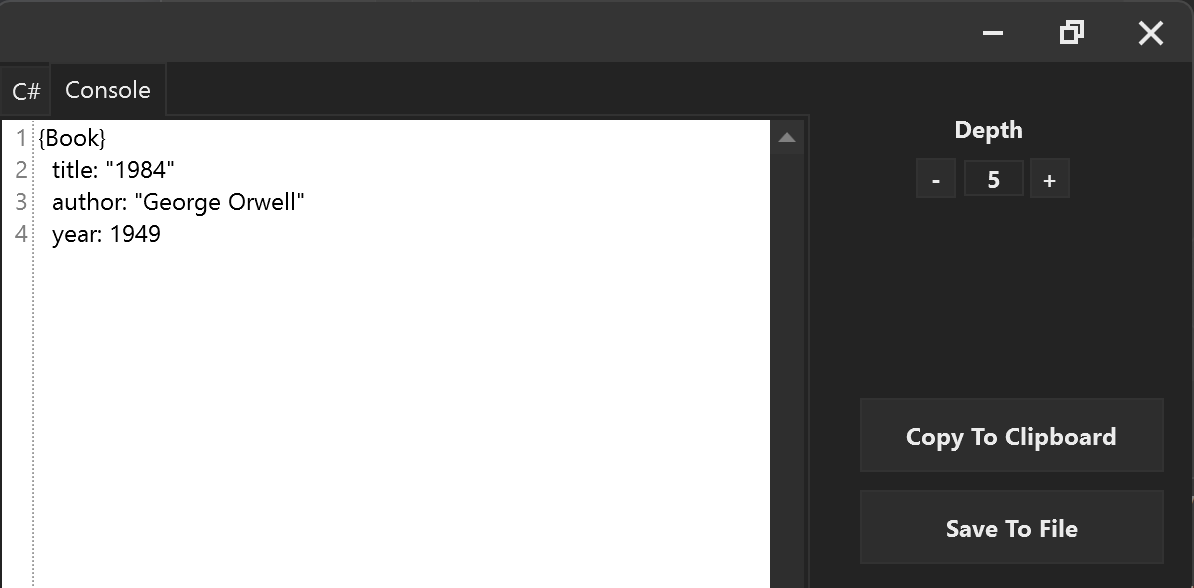 C# Console
1 {Book}
2 title: "1984"
3 author: "George Orwell"
4 year: 1949
Depth
- 5 +
Copy To Clipboard
Save To File